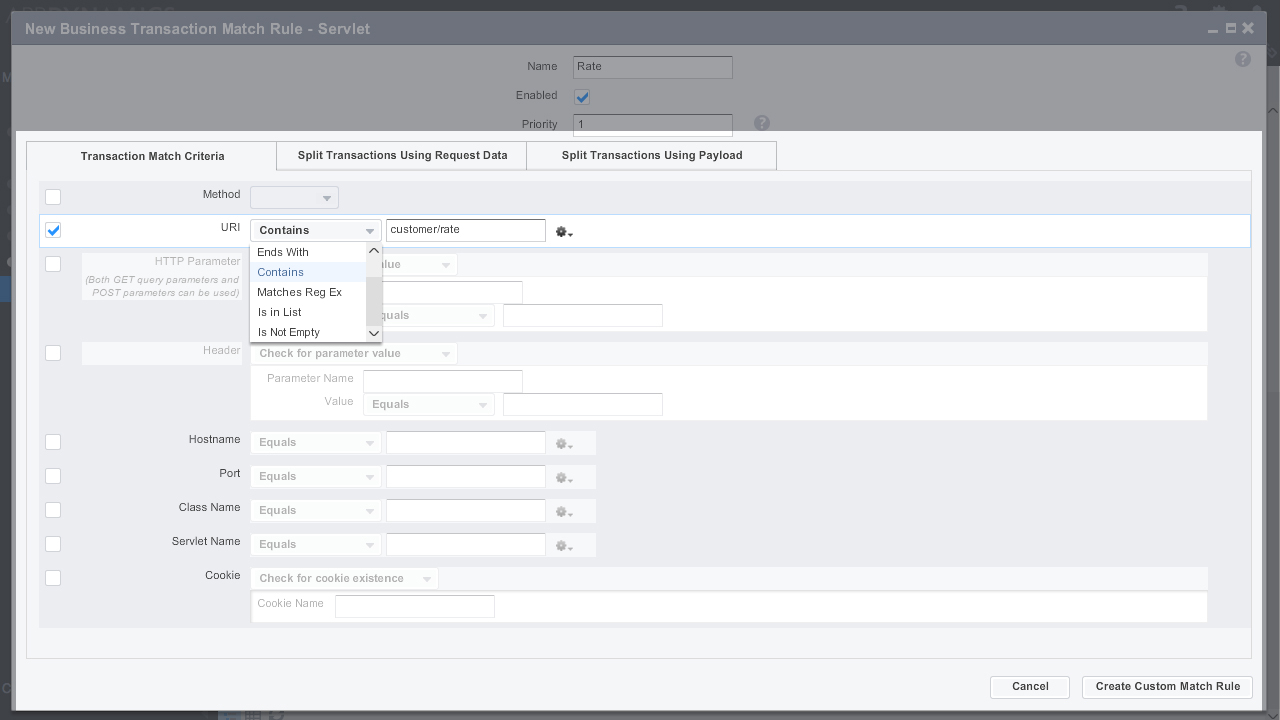 New Business Transaction Match Rule - Servlet
Name Rate
Enabled
Priority 1
Transaction Match Criteria Split Transactions Using Request Data Split Transactions Using Payload
Method
URI Contains customer/rate
Ends With
Contains
Matches Reg Ex
Is in List
Is Not Empty
HTTP Parameter
(Both GET query parameters and
POST parameters can be used)
Header Check for parameter value
Parameter Name
Value Equals
Hostname Equals
Port Equals
Class Name Equals
Servlet Name Equals
Cookie Check for cookie existence
Cookie Name
Cancel Create Custom Match Rule